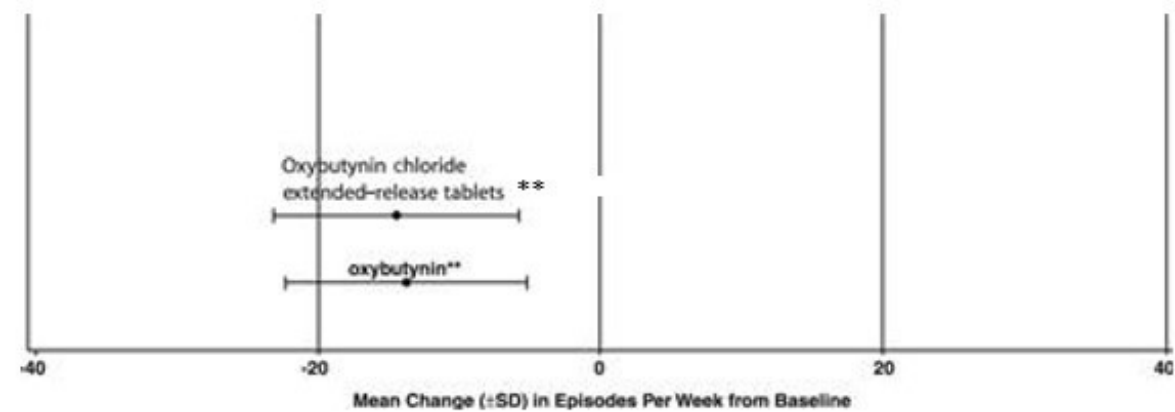 Oxybutynin chloride
extended-release tablets **
oxybutynin**
-40 -20 0 20 40
Mean Change (±SD) in Episodes Per Week from Baseline